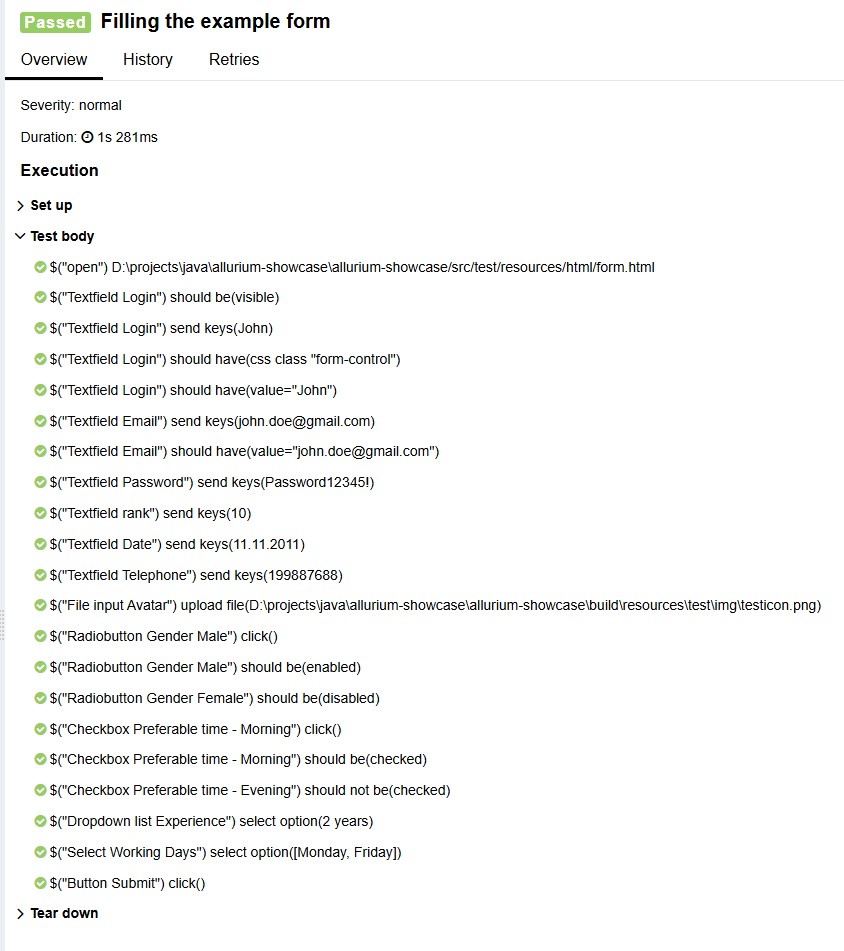 Passed Filling the example form
Overview History Retries
Severity: normal
Duration: 1s 281ms
Execution
Set up
Test body
$("open") D:\projects\java\allurium-showcase\allurium-showcase/src/test/resources/html/form.html
$("Textfield Login") should be(visible)
$("Textfield Login") send keys(John)
$("Textfield Login") should have(css class "form-control")
$("Textfield Login") should have(value="John")
$("Textfield Email") send keys(john.doe@gmail.com)
$("Textfield Email") should have(value="john.doe@gmail.com")
$("Textfield Password") send keys(Password12345!)
$("Textfield rank") send keys(10)
$("Textfield Date") send keys(11.11.2011)
$("Textfield Telephone") send keys(199887688)
$("File input Avatar") upload file(D:\projects\java\allurium-showcase\allurium-showcase\build\resources\test\img\testicon.png)
$("Radiobutton Gender Male") click()
$("Radiobutton Gender Male") should be(enabled)
$("Radiobutton Gender Female") should be(disabled)
$("Checkbox Preferable time - Morning") click()
$("Checkbox Preferable time - Morning") should be(checked)
$("Checkbox Preferable time - Evening") should not be(checked)
$("Dropdown list Experience") select option(2 years)
$("Select Working Days") select option([Monday, Friday])
$("Button Submit") click()
Tear down